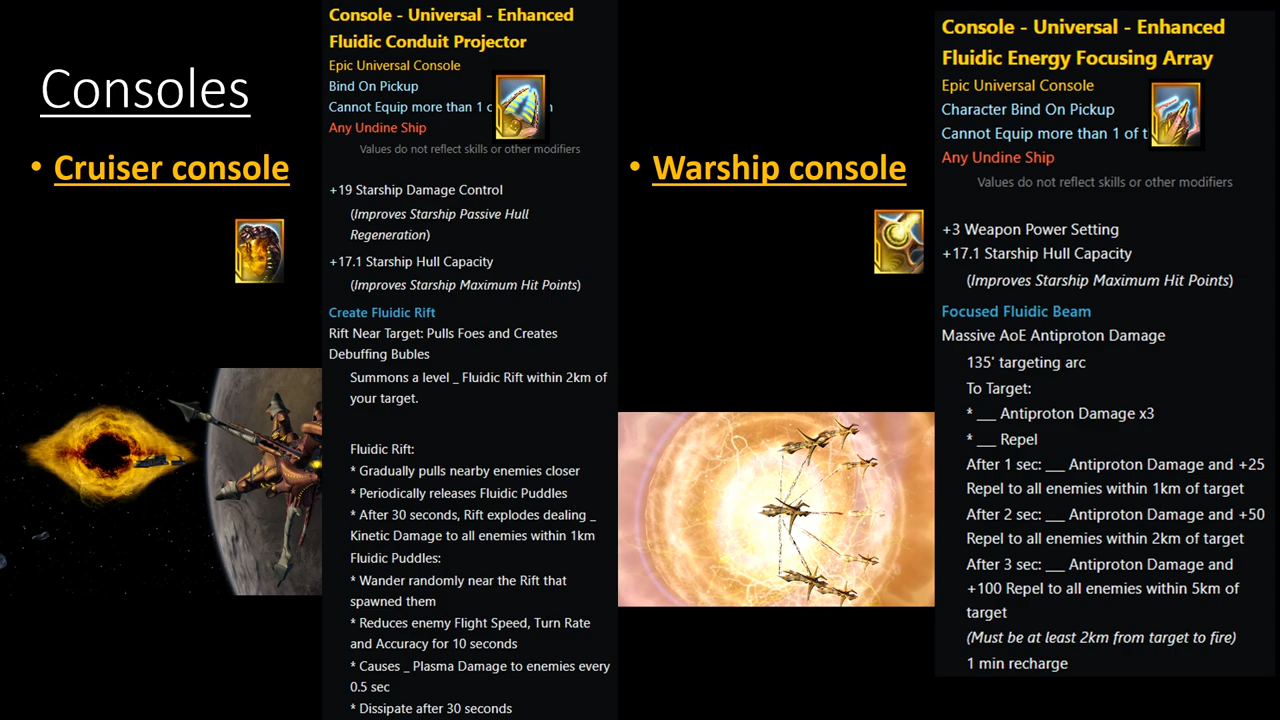 Consoles
• Cruiser console
Console - Universal - Enhanced
Fluidic Conduit Projector
Epic Universal Console
Bind On Pickup
Cannot Equip more than 1
Any Undine Ship
Values do not reflect skills or other modifiers
+19 Starship Damage Control
(Improves Starship Passive Hull
Regeneration)
+17.1 Starship Hull Capacity
(Improves Starship Maximum Hit Points)
Create Fluidic Rift
Rift Near Target: Pulls Foes and Creates
Debuffing Bubles
Summons a level _ Fluidic Rift within 2km of
your target.
Fluidic Rift:
* Gradually pulls nearby enemies closer
* Periodically releases Fluidic Puddles
* After 30 seconds, Rift explodes dealing _
Kinetic Damage to all enemies within 1km
Fluidic Puddles:
* Wander randomly near the Rift that
spawned them
* Reduces enemy Flight Speed, Turn Rate
and Accuracy for 10 seconds
* Causes _ Plasma Damage to enemies every
0.5 sec
* Dissipate after 30 seconds
• Warship console
Console - Universal - Enhanced
Fluidic Energy Focusing Array
Epic Universal Console
Character Bind On Pickup
Cannot Equip more than 1 of t
Any Undine Ship
Values do not reflect skills or other modifiers
+3 Weapon Power Setting
+17.1 Starship Hull Capacity
(Improves Starship Maximum Hit Points)
Focused Fluidic Beam
Massive AoE Antiproton Damage
135' targeting arc
To Target:
* ___ Antiproton Damage x3
* ___ Repel
After 1 sec: ___ Antiproton Damage and +25
Repel to all enemies within 1km of target
After 2 sec: ___ Antiproton Damage and +50
Repel to all enemies within 2km of target
After 3 sec: ___ Antiproton Damage and
+100 Repel to all enemies within 5km of
target
(Must be at least 2km from target to fire)
1 min recharge